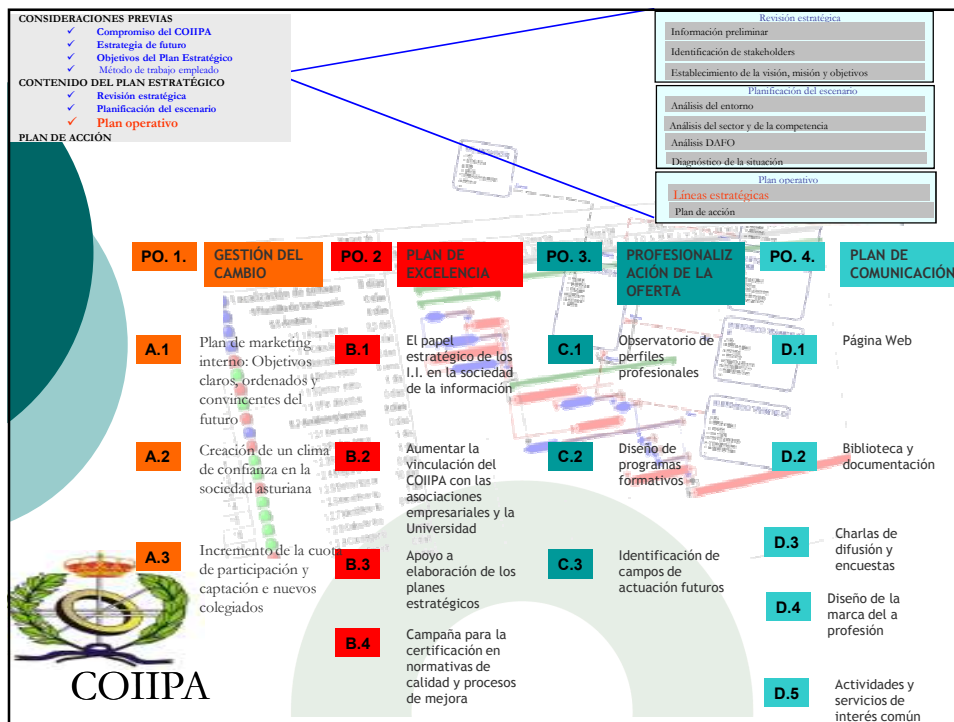 CONSIDERACIONES PREVIAS
✓ Compromiso del COIIPA
✓ Estrategia de futuro
✓ Objetivos del Plan Estratégico
✓ Método de trabajo empleado
CONTENIDO DEL PLAN ESTRATÉGICO
✓ Revisión estratégica
✓ Planificación del escenario
✓ Plan operativo
PLAN DE ACCIÓN
Revisión estratégica
Información preliminar
Identificación de stakeholders
Establecimiento de la visión, misión y objetivos
Planificación del escenario
Análisis del entorno
Análisis del sector y de la competencia
Análisis DAFO
Diagnóstico de la situación
Plan operativo
Líneas estratégicas
Plan de acción
PO. 1.
GESTIÓN DEL
CAMBIO
A.1
Plan de marketing
interno: Objetivos
claros, ordenados y
convincentes del
futuro
A.2
Creación de un clima
de confianza en la
sociedad asturiana
A.3
Incremento de la cuota
de participación y
captación e nuevos
colegiados
PO. 2
PLAN DE
EXCELENCIA
B.1
El papel
estratégico de los
I.I. en la sociedad
de la información
B.2
Aumentar la
vinculación del
COIIPA con las
asociaciones
empresariales y la
Universidad
B.3
Apoyo a
elaboración de los
planes
estratégicos
B.4
Campaña para la
certificación en
normativas de
calidad y procesos
de mejora
PO. 3.
PROFESIONALIZ
ACIÓN DE LA
OFERTA
C.1
Observatorio de
perfiles
profesionales
C.2
Diseño de
programas
formativos
C.3
Identificación de
campos de
actuación futuros
PO. 4.
PLAN DE
COMUNICACIÓN
D.1
Página Web
D.2
Biblioteca y
documentación
D.3
Charlas de
difusión y
encuestas
D.4
Diseño de la
marca del a
profesión
D.5
Actividades y
servicios de
interés común
COIIPA